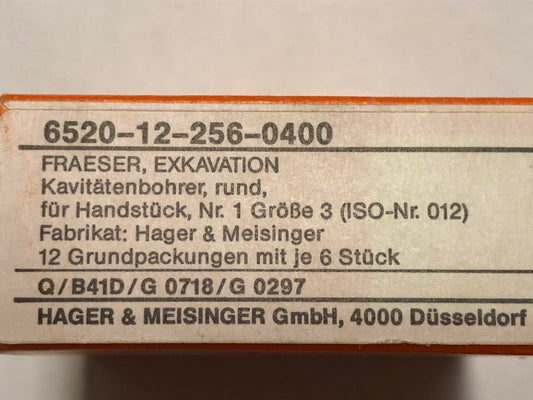 6520-12-256-0400
FRAESER, EXKAVATION
Kavitätenbohrer, rund,
für Handstück, Nr. 1 Größe 3 (ISO-Nr. 012)
Fabrikat: Hager & Meisinger
12 Grundpackungen mit je 6 Stück
Q/B41D/G 0718/G 0297
HAGER & MEISINGER GmbH, 4000 Düsseldorf